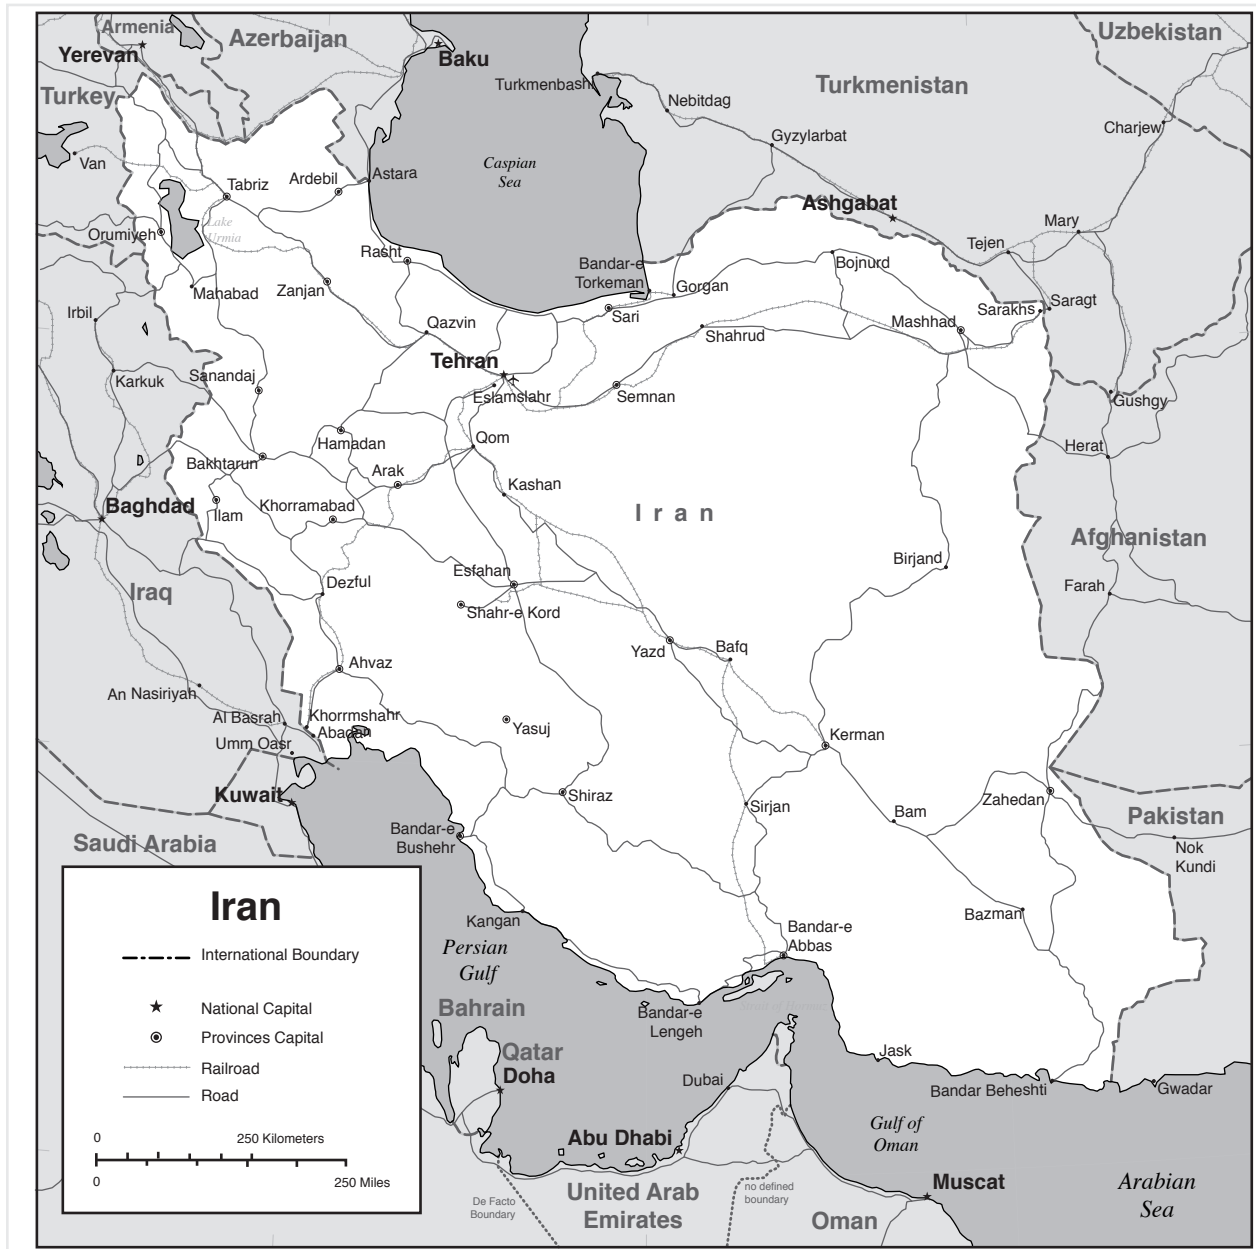 Armenia
Azerbaijan
Uzbekistan
Yerevan
Baku
Turkey
Turkmenbashi
Turkmenistan
Nebitdag
Charjew
Gyzylarbat
Van
Caspian
Sea
Tabriz
Ardebil
Astara
Ashgabat
Mary
Tejen
Orumiyeh
Lake
Urmia
Rasht
Bandar-e
Torkeman
Bojnurd
Gorgan
Mahabad
Zanjan
Irbil
Sari
Sarakhs
Saragt
Qazvin
Mashhad
Shahrud
Tehran
Karkuk
Sanandaj
Eslamslahr
Semnan
Gushgy
Hamadan
Qom
Herat
Bakhtarun
Arak
Kashan
Baghdad
Ilam
Khorramabad
Iran
Afghanistan
Birjand
Esfahan
Dezful
Iraq
Shahr-e Kord
Farah
Yazd
Bafq
Ahvaz
An Nasiriyah
Al Basrah
Khorrmshahr
Abadan
Yasuj
Kerman
Umm Qasr
Kuwait
Shiraz
Sirjan
Bam
Zahedan
Pakistan
Saudi Arabia
Bandar-e
Bushehr
Nok
Kundi
Kangan
Bazman
Bandar-e
Abbas
Persian
Gulf
Bahrain
Bandar-e
Lengeh
Strait of Hormuz
Qatar
Doha
Jask
Dubai
Bandar Beheshti
Gwadar
Gulf of
Oman
Abu Dhabi
Muscat
Arabian
Sea
De Facto
Boundary
United Arab
Emirates
no defined
boundary
Oman
Iran
International Boundary
National Capital
Provinces Capital
Railroad
Road
0 250 Kilometers
0 250 Miles